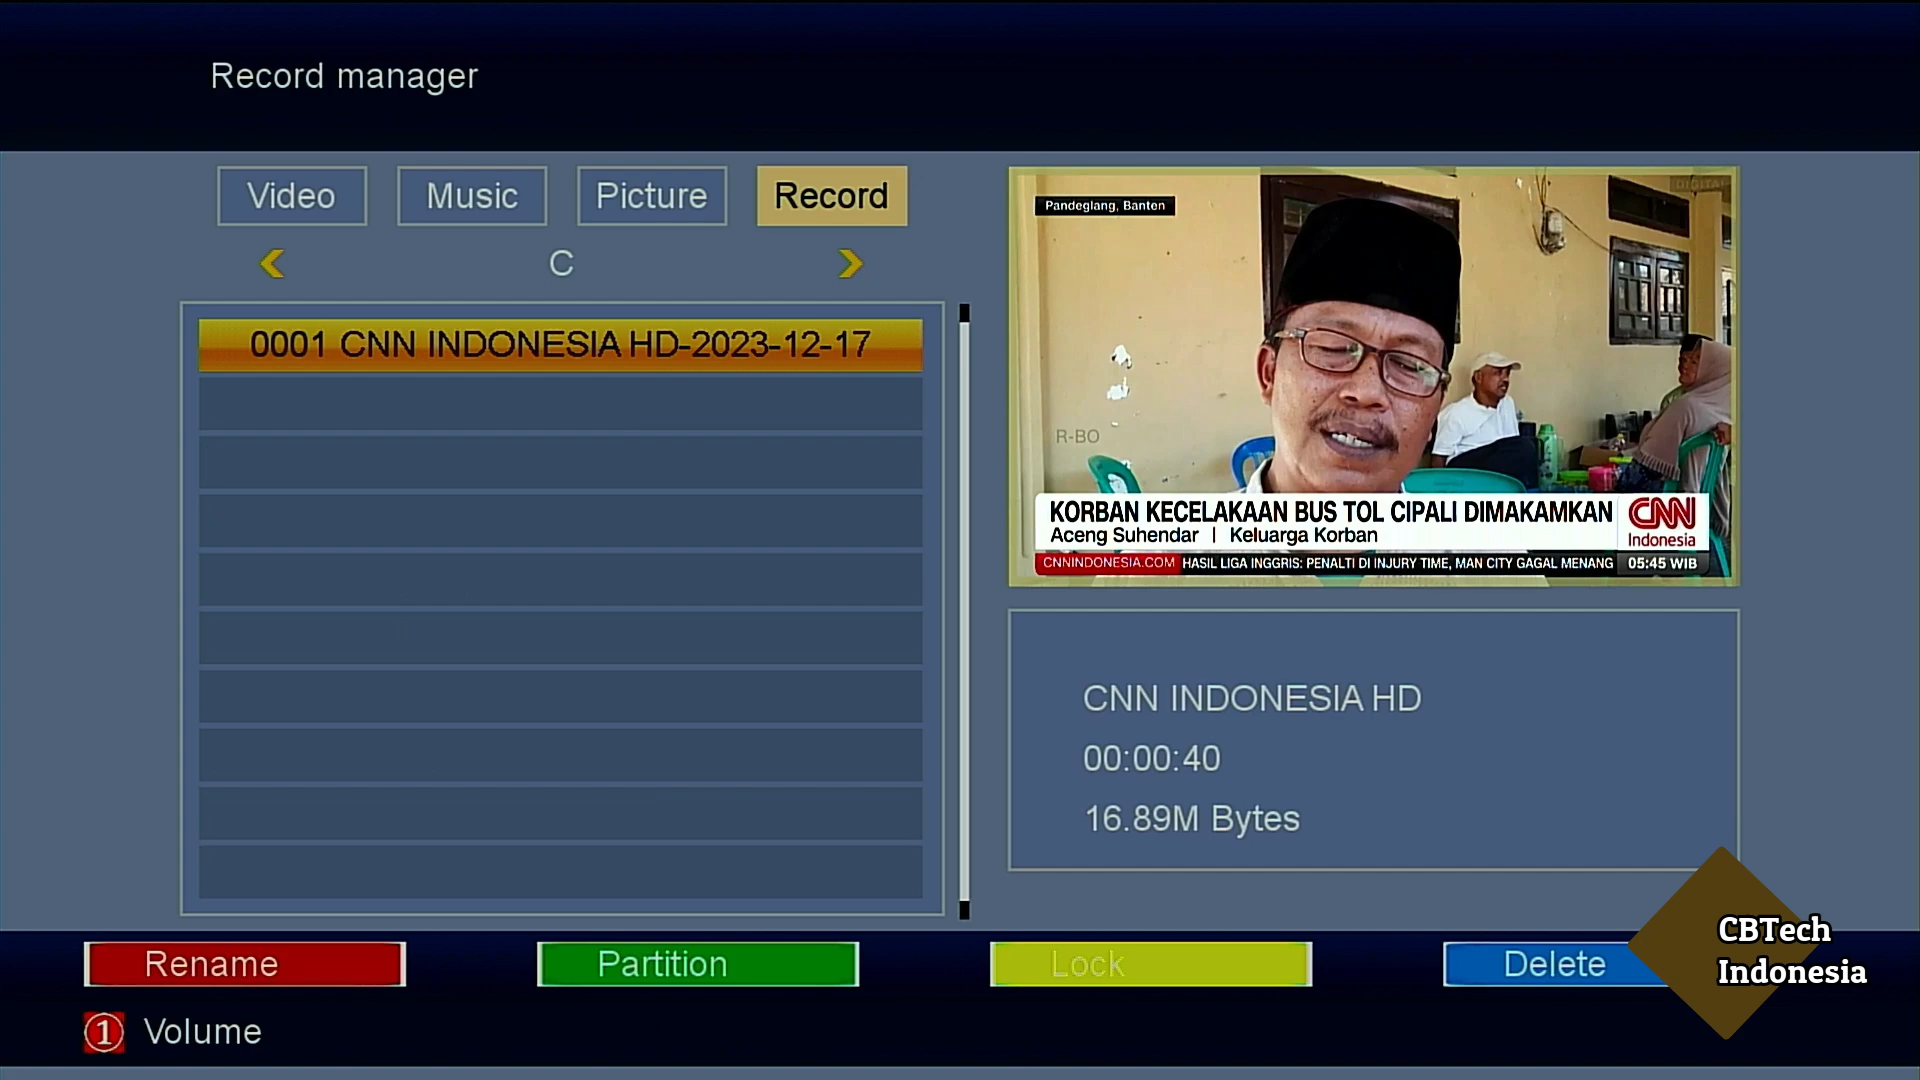 Record manager
Video Music Picture Record
C
0001 CNN INDONESIA HD-2023-12-17
DIGITAL
Pandeglang, Banten
R-BO
KORBAN KECELAKAAN BUS TOL CIPALI DIMAKAMKAN
Aceng Suhendar | Keluarga Korban
CNN Indonesia
CNNINDONESIA.COM HASIL LIGA INGGRIS: PENALTI DI INJURY TIME, MAN CITY GAGAL MENANG 05:45 WIB
CNN INDONESIA HD
00:00:40
16.89M Bytes
Rename Partition Lock Delete
1 Volume
CBTech
Indonesia